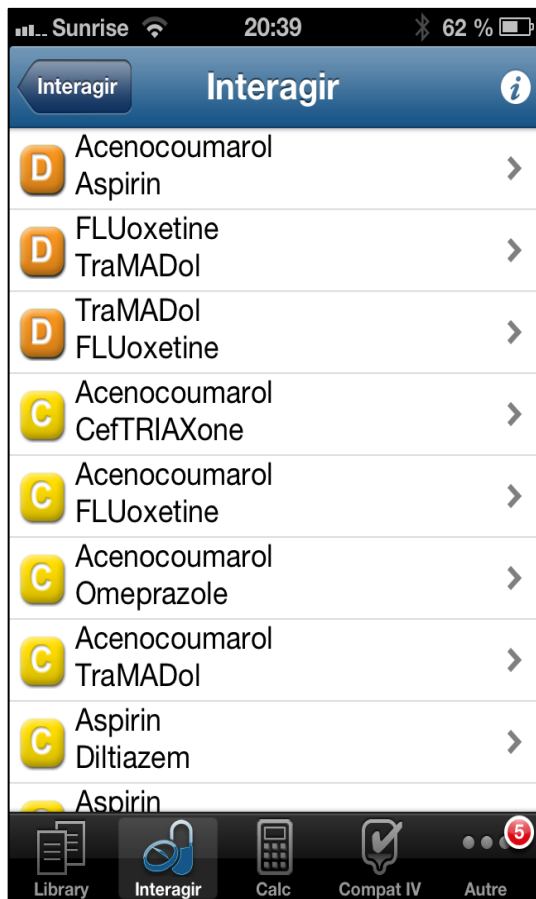 Sunrise 20:39 62 %
Interagir Interagir i
D Acenocoumarol
Aspirin
D FLUoxetine
TraMADol
D TraMADol
FLUoxetine
C Acenocoumarol
CefTRIAXone
C Acenocoumarol
FLUoxetine
C Acenocoumarol
Omeprazole
C Acenocoumarol
TraMADol
C Aspirin
Diltiazem
Aspirin
5
Library Interagir Calc Compat IV Autre